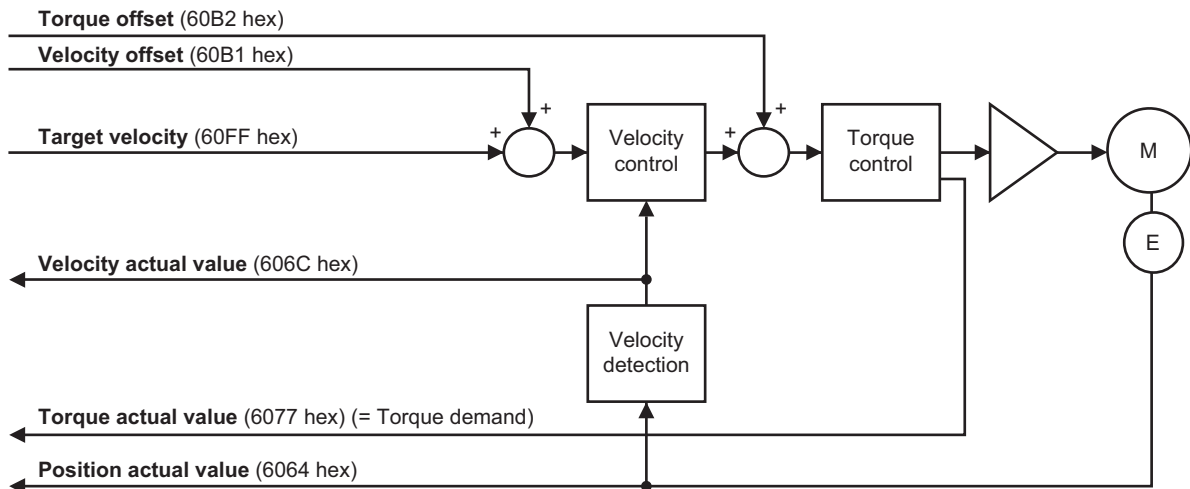 Torque offset (60B2 hex)
Velocity offset (60B1 hex)
+
+
Target velocity (60FF hex)
+
+
Velocity
control
Torque
control
M
E
Velocity actual value (606C hex)
Velocity
detection
Torque actual value (6077 hex) (= Torque demand)
Position actual value (6064 hex)